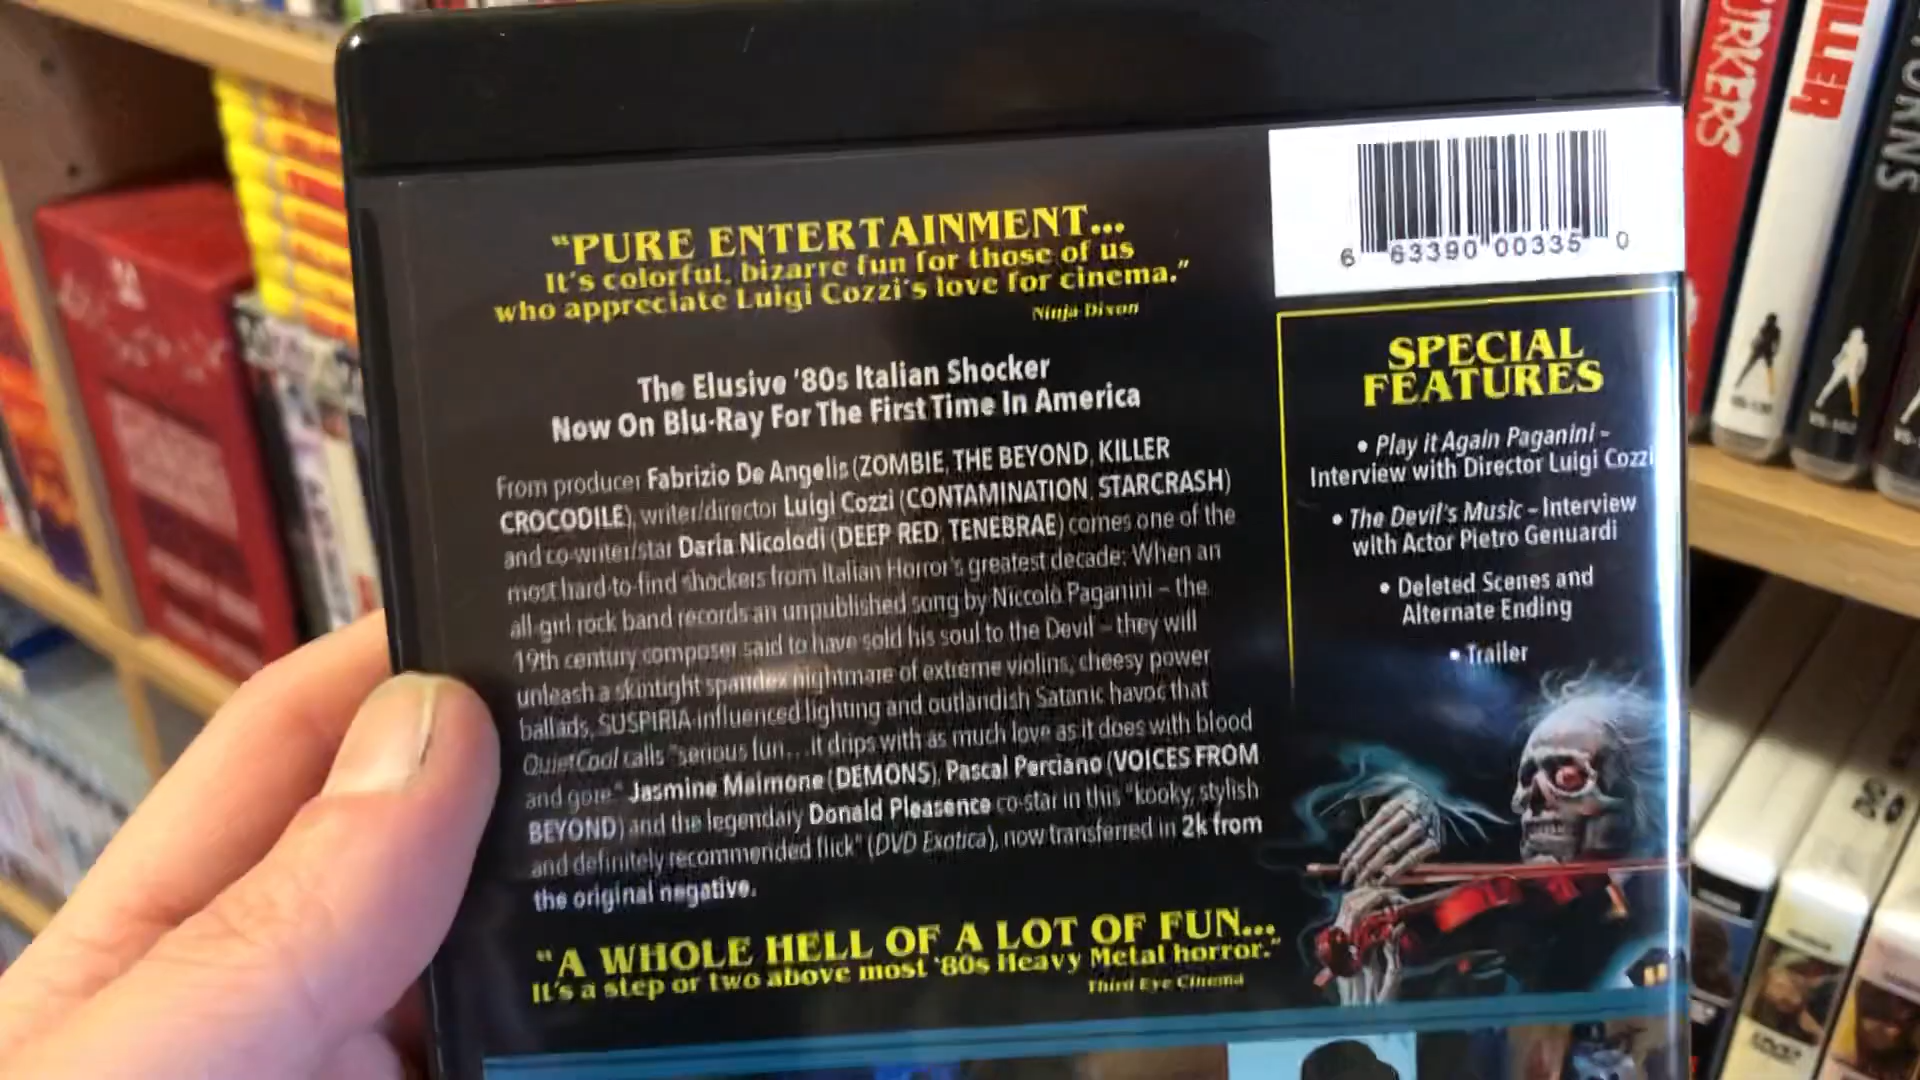 "PURE ENTERTAINMENT...
It's colorful, bizarre fun for those of us
who appreciate Luigi Cozzi's love for cinema."
Ninja Dixon
The Elusive '80s Italian Shocker
Now On Blu-Ray For The First Time In America
From producer Fabrizio De Angelis (ZOMBIE, THE BEYOND, KILLER
CROCODILE), writer/director Luigi Cozzi (CONTAMINATION, STARCRASH)
and co-writer/star Daria Nicolodi (DEEP RED, TENEBRAE) comes one of the
most hard-to-find shockers from Italian Horror's greatest decade: When an
all-girl rock band records an unpublished song by Niccolò Paganini – the
19th century composer said to have sold his soul to the Devil – they will
unleash a skintight spandex nightmare of extreme violins, cheesy power
ballads, SUSPIRIA-influenced lighting and outlandish Satanic havoc that
QuietCool calls "serious fun...it drips with as much love as it does with blood
and gore." Jasmine Maimone (DEMONS), Pascal Persiano (VOICES FROM
BEYOND) and the legendary Donald Pleasence co-star in this "kooky, stylish
and definitely recommended flick" (DVD Exotica), now transferred in 2k from
the original negative.
"A WHOLE HELL OF A LOT OF FUN...
It's a step or two above most '80s Heavy Metal horror."
Third Eye Cinema
6 63390 00335 0
SPECIAL
FEATURES
• Play it Again Paganini –
Interview with Director Luigi Cozzi
• The Devil's Music – Interview
with Actor Pietro Genuardi
• Deleted Scenes and
Alternate Ending
• Trailer